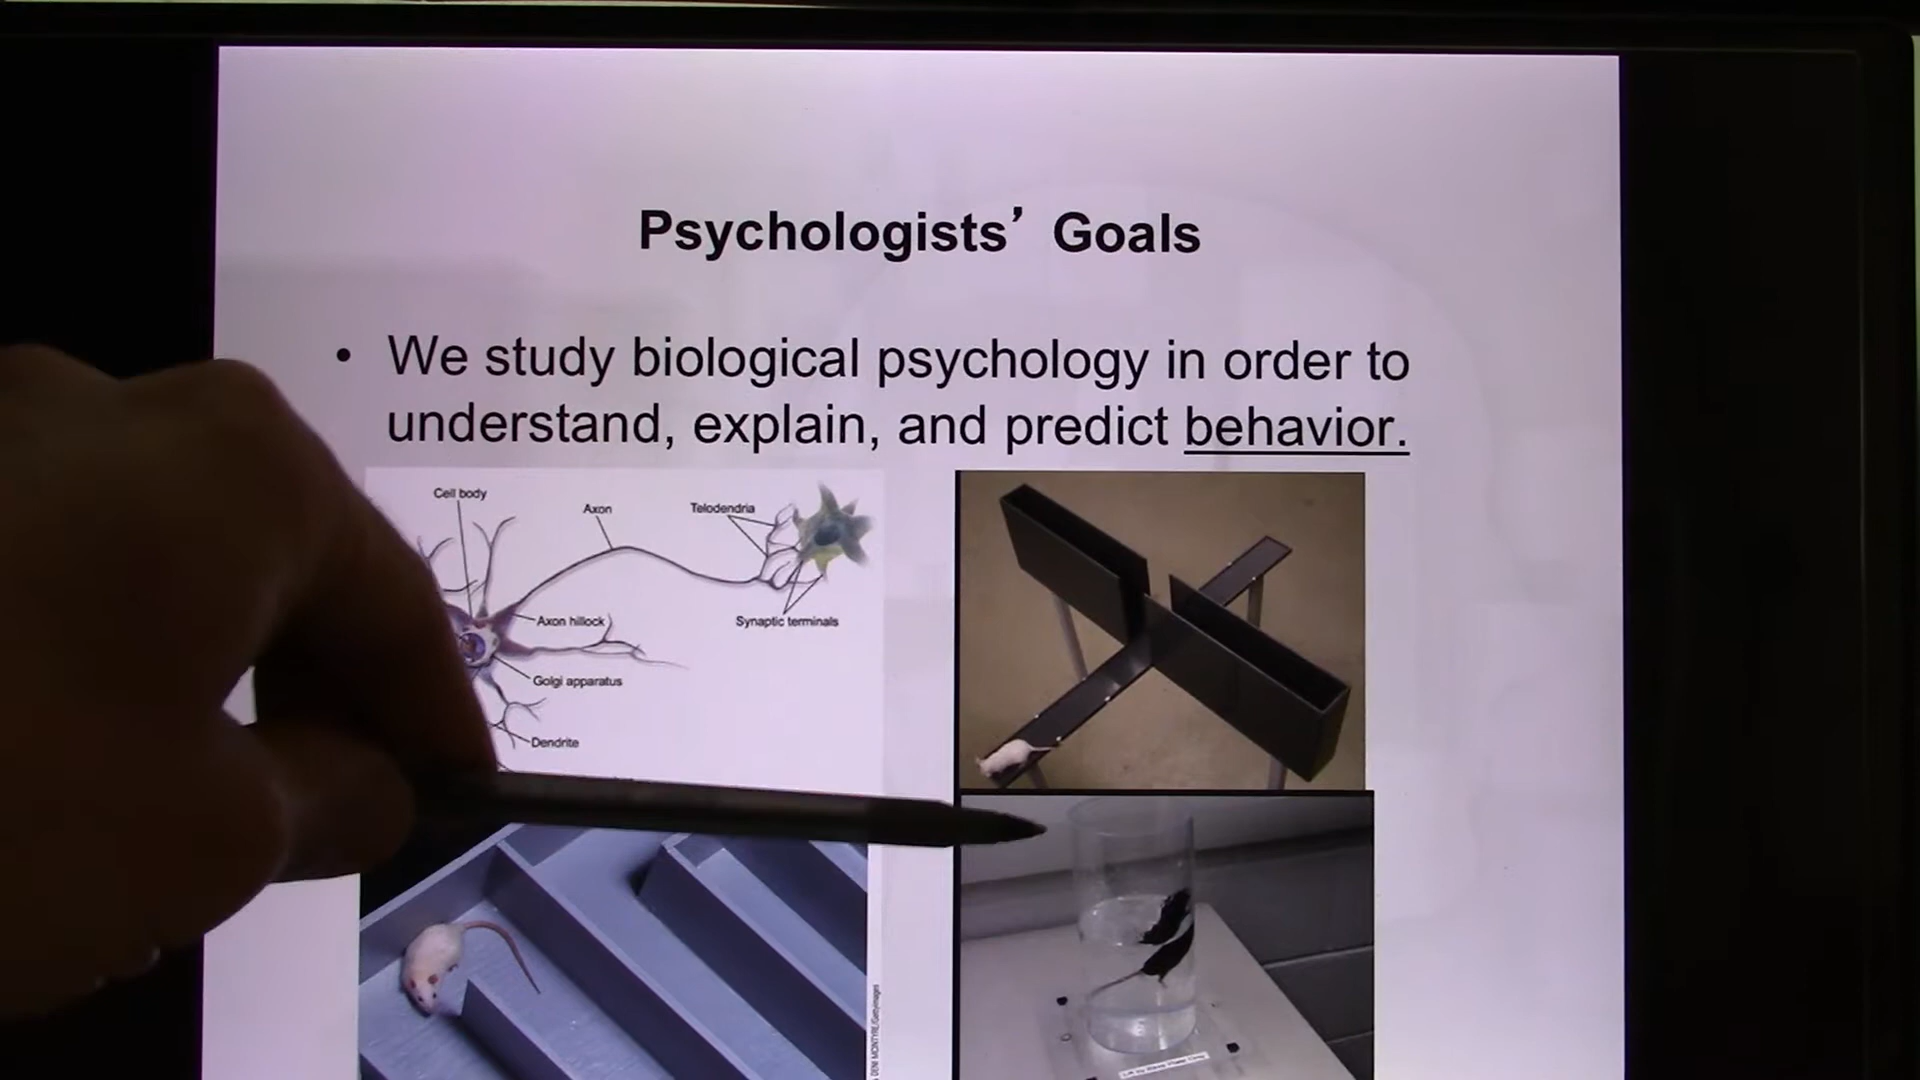 Psychologists’ Goals
• We study biological psychology in order to
understand, explain, and predict behavior.
Cell body
Axon
Telodendria
Axon hillock
Synaptic terminals
Golgi apparatus
Dendrite